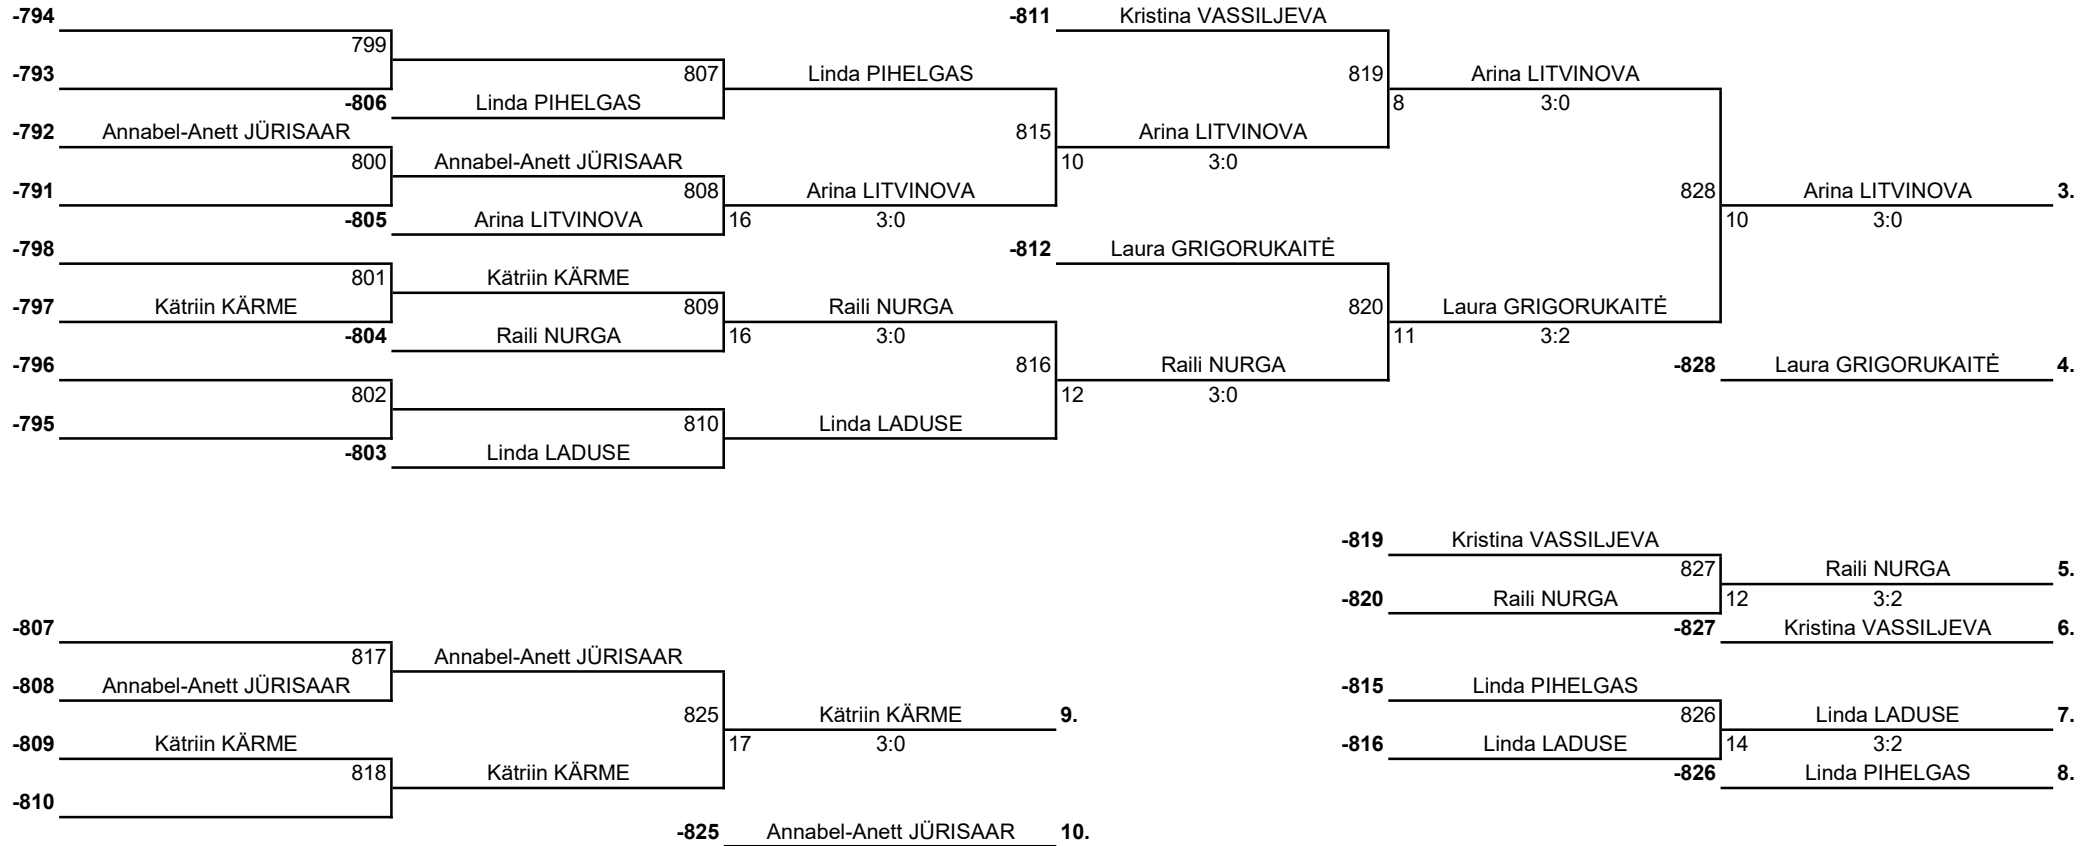 -794
-811 Kristina VASSILJEVA
799
-793
807 Linda PIHELGAS
819 Arina LITVINOVA
-806 Linda PIHELGAS
8 3:0
-792 Annabel-Anett JÜRISAAR
815 Arina LITVINOVA
800 Annabel-Anett JÜRISAAR
10 3:0
-791
808 Arina LITVINOVA
828 Arina LITVINOVA 3.
-805 Arina LITVINOVA
16 3:0
10 3:0
-798
-812 Laura GRIGORUKAITĖ
801 Kätriin KÄRME
-797 Kätriin KÄRME
809 Raili NURGA
820 Laura GRIGORUKAITĖ
-804 Raili NURGA
16 3:0
11 3:2
-796
816 Raili NURGA
-828 Laura GRIGORUKAITĖ 4.
802
12 3:0
-795
810 Linda LADUSE
-803 Linda LADUSE
-819 Kristina VASSILJEVA
827 Raili NURGA 5.
-820 Raili NURGA
12 3:2
-807
-827 Kristina VASSILJEVA 6.
817 Annabel-Anett JÜRISAAR
-808 Annabel-Anett JÜRISAAR
-815 Linda PIHELGAS
825 Kätriin KÄRME 9.
826 Linda LADUSE 7.
-809 Kätriin KÄRME
17 3:0
-816 Linda LADUSE
14 3:2
818 Kätriin KÄRME
-826 Linda PIHELGAS 8.
-810
-825 Annabel-Anett JÜRISAAR 10.